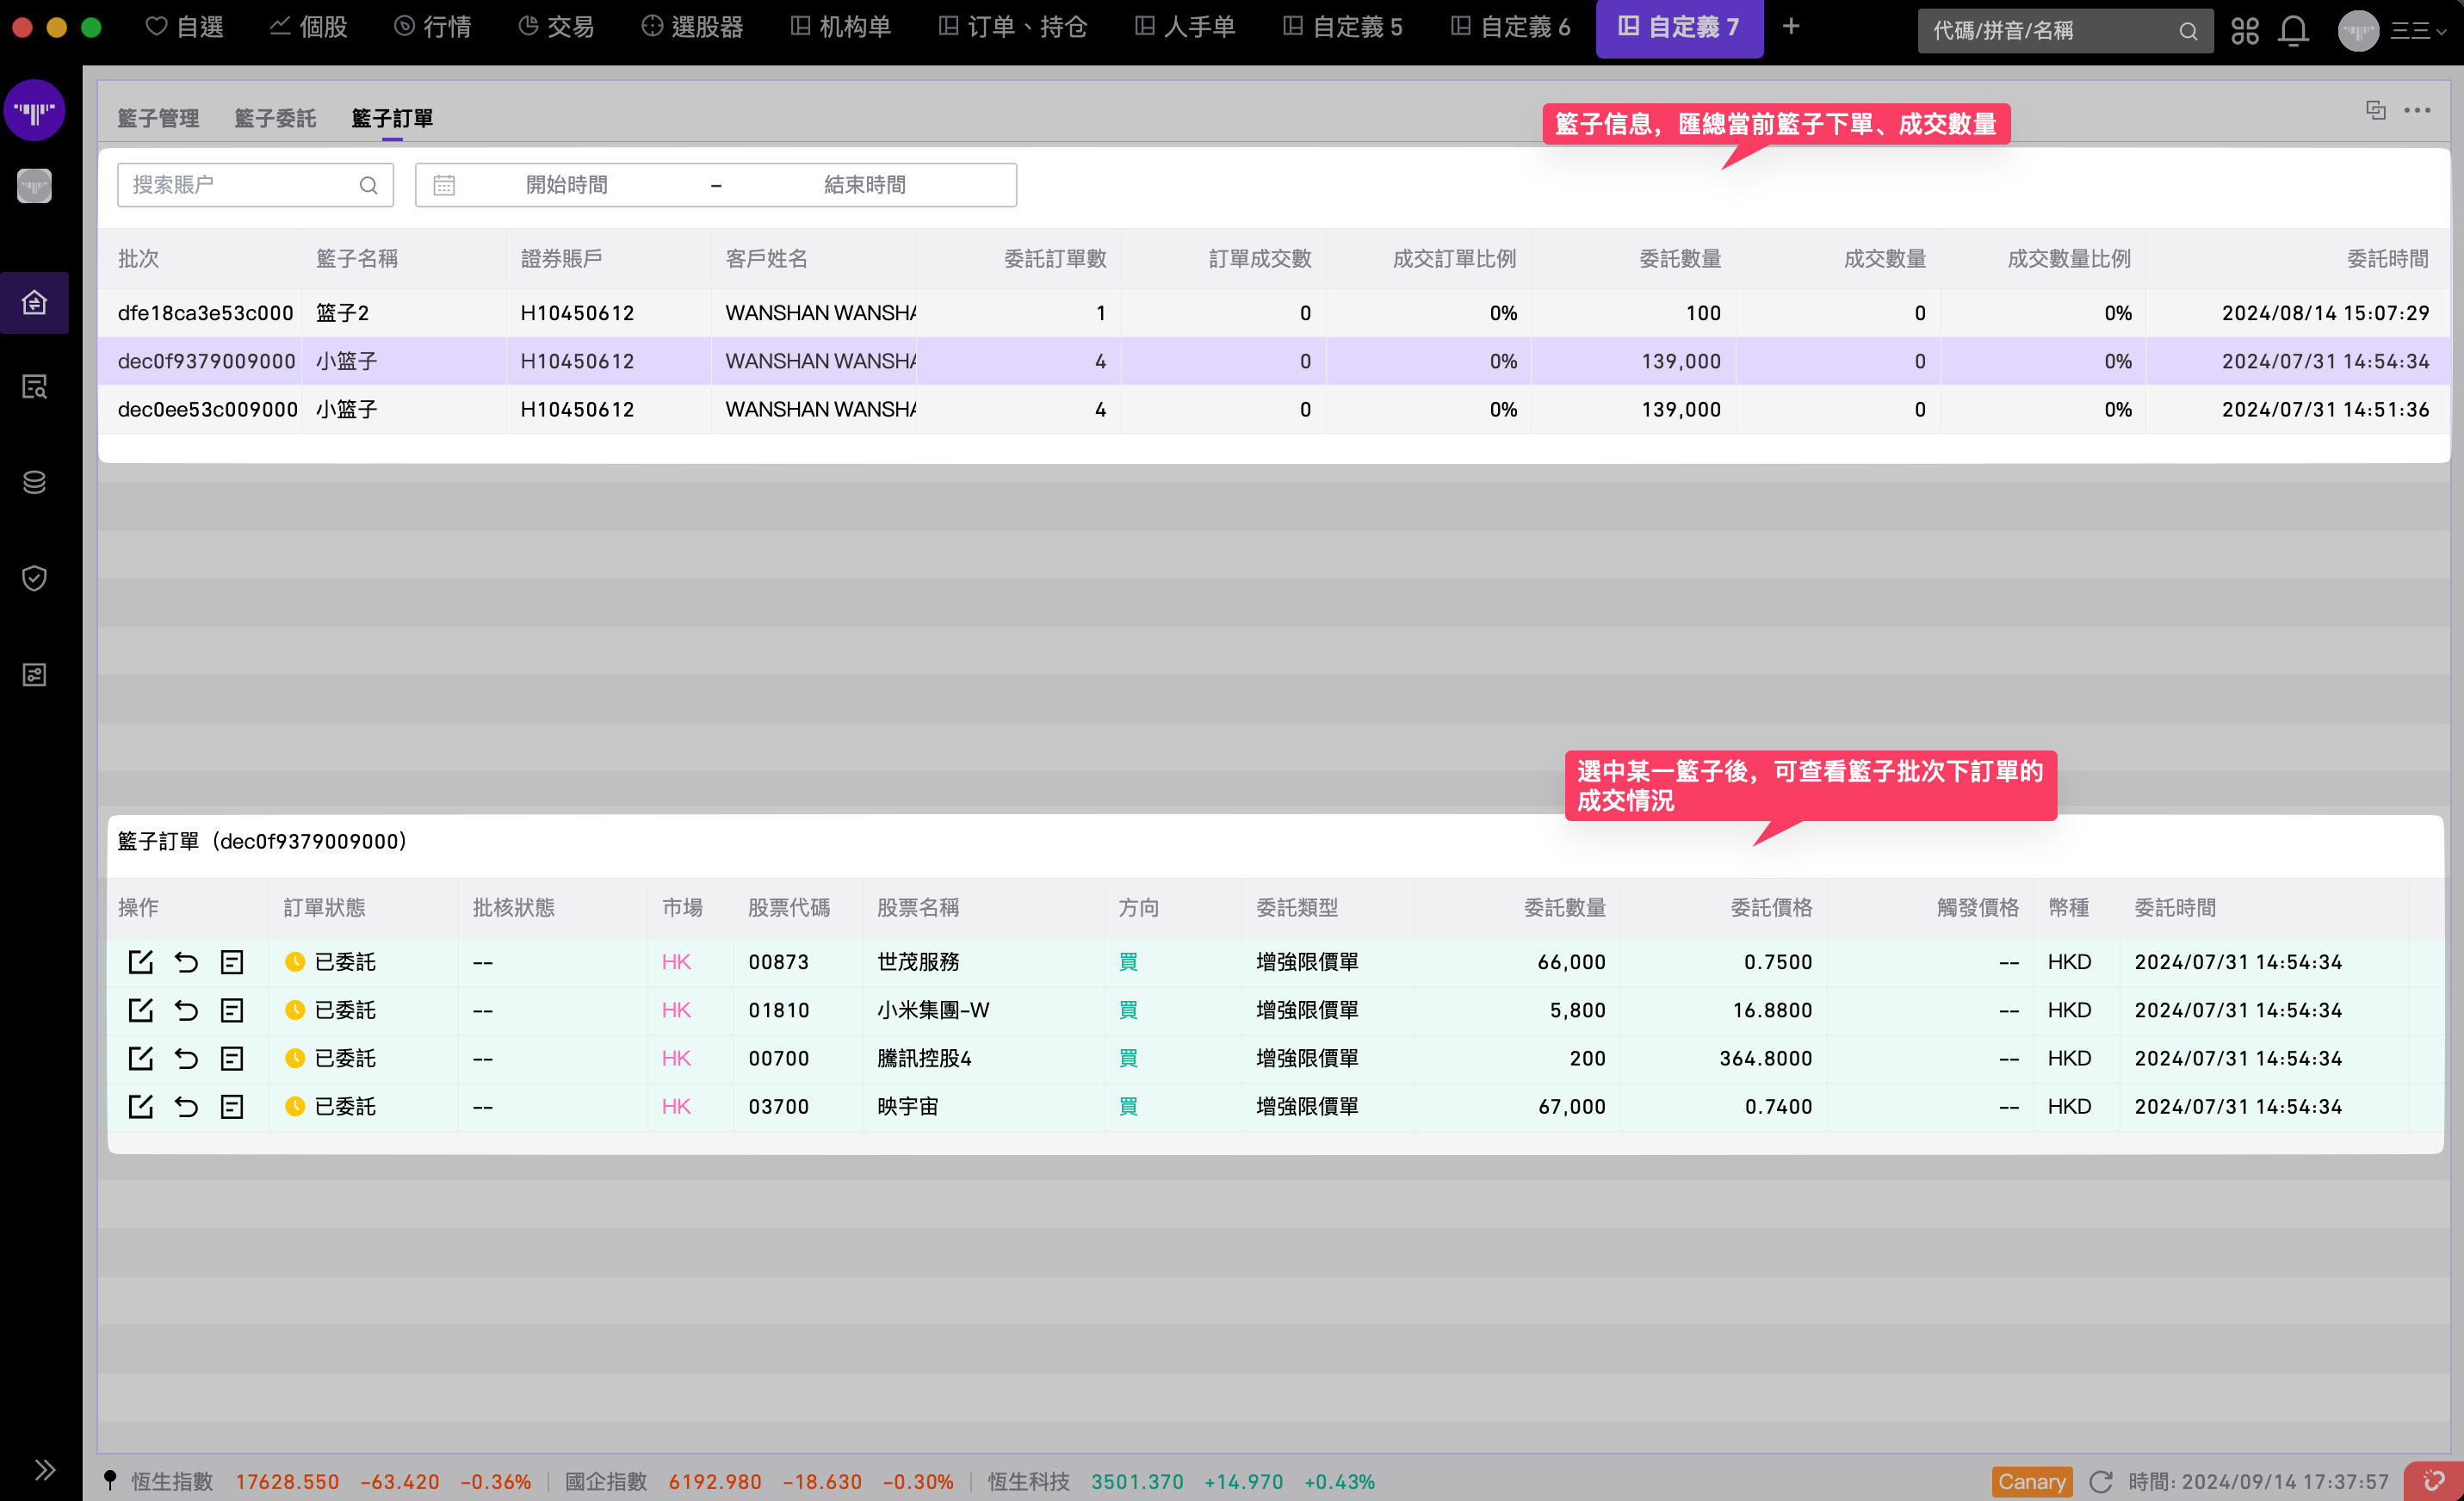 自選 個股 行情 交易 選股器 机构单 订单、持仓 人手单 自定義 5 自定義 6 自定義 7 + 代碼/拼音/名稱 三三
籃子管理 籃子委託 籃子訂單
籃子信息，匯總當前籃子下單、成交數量
搜索賬户 開始時間 – 結束時間
批次 籃子名稱 證券賬戶 客戶姓名 委託訂單數 訂單成交數 成交訂單比例 委託數量 成交數量 成交數量比例 委託時間
dfe18ca3e53c000 篮子2 H10450612 WANSHAN WANSHA 1 0 0% 100 0 0% 2024/08/14 15:07:29
dec0f9379009000 小篮子 H10450612 WANSHAN WANSHA 4 0 0% 139,000 0 0% 2024/07/31 14:54:34
dec0ee53c009000 小篮子 H10450612 WANSHAN WANSHA 4 0 0% 139,000 0 0% 2024/07/31 14:51:36
選中某一籃子後，可查看籃子批次下訂單的
成交情況
籃子訂單（dec0f9379009000）
操作 訂單狀態 批核狀態 市場 股票代碼 股票名稱 方向 委託類型 委託數量 委託價格 觸發價格 幣種 委託時間
已委託 -- HK 00873 世茂服務 買 增強限價單 66,000 0.7500 -- HKD 2024/07/31 14:54:34
已委託 -- HK 01810 小米集團-W 買 增強限價單 5,800 16.8800 -- HKD 2024/07/31 14:54:34
已委託 -- HK 00700 騰訊控股4 買 增強限價單 200 364.8000 -- HKD 2024/07/31 14:54:34
已委託 -- HK 03700 映宇宙 買 增強限價單 67,000 0.7400 -- HKD 2024/07/31 14:54:34
恆生指數 17628.550 -63.420 -0.36% 國企指數 6192.980 -18.630 -0.30% 恆生科技 3501.370 +14.970 +0.43% Canary 時間: 2024/09/14 17:37:57